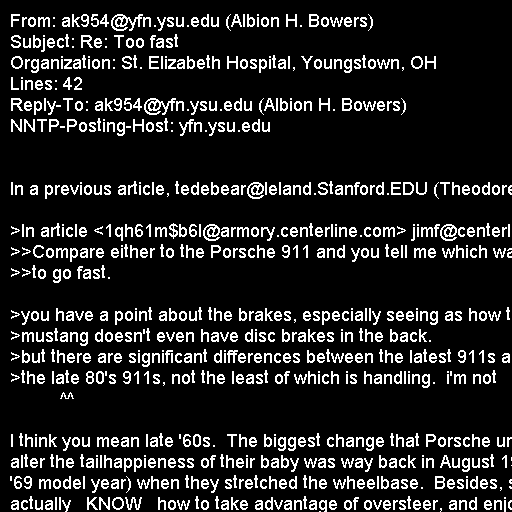 From: ak954@yfn.ysu.edu (Albion H. Bowers)
Subject: Re: Too fast
Organization: St. Elizabeth Hospital, Youngstown, OH
Lines: 42
Reply-To: ak954@yfn.ysu.edu (Albion H. Bowers)
NNTP-Posting-Host: yfn.ysu.edu
In a previous article, tedebear@leland.Stanford.EDU (Theodore
>In article <1qh61m$b6l@armory.centerline.com> jimf@centerl
>>Compare either to the Porsche 911 and you tell me which wa
>>to go fast.
>you have a point about the brakes, especially seeing as how t
>mustang doesn't even have disc brakes in the back.
>but there are significant differences between the latest 911s a
>the late 80's 911s, not the least of which is handling.  i'm not
^^
I think you mean late '60s.  The biggest change that Porsche un
alter the tailhappieness of their baby was way back in August 19
'69 model year) when they stretched the wheelbase.  Besides, s
actually _KNOW_ how to take advantage of oversteer, and enjo